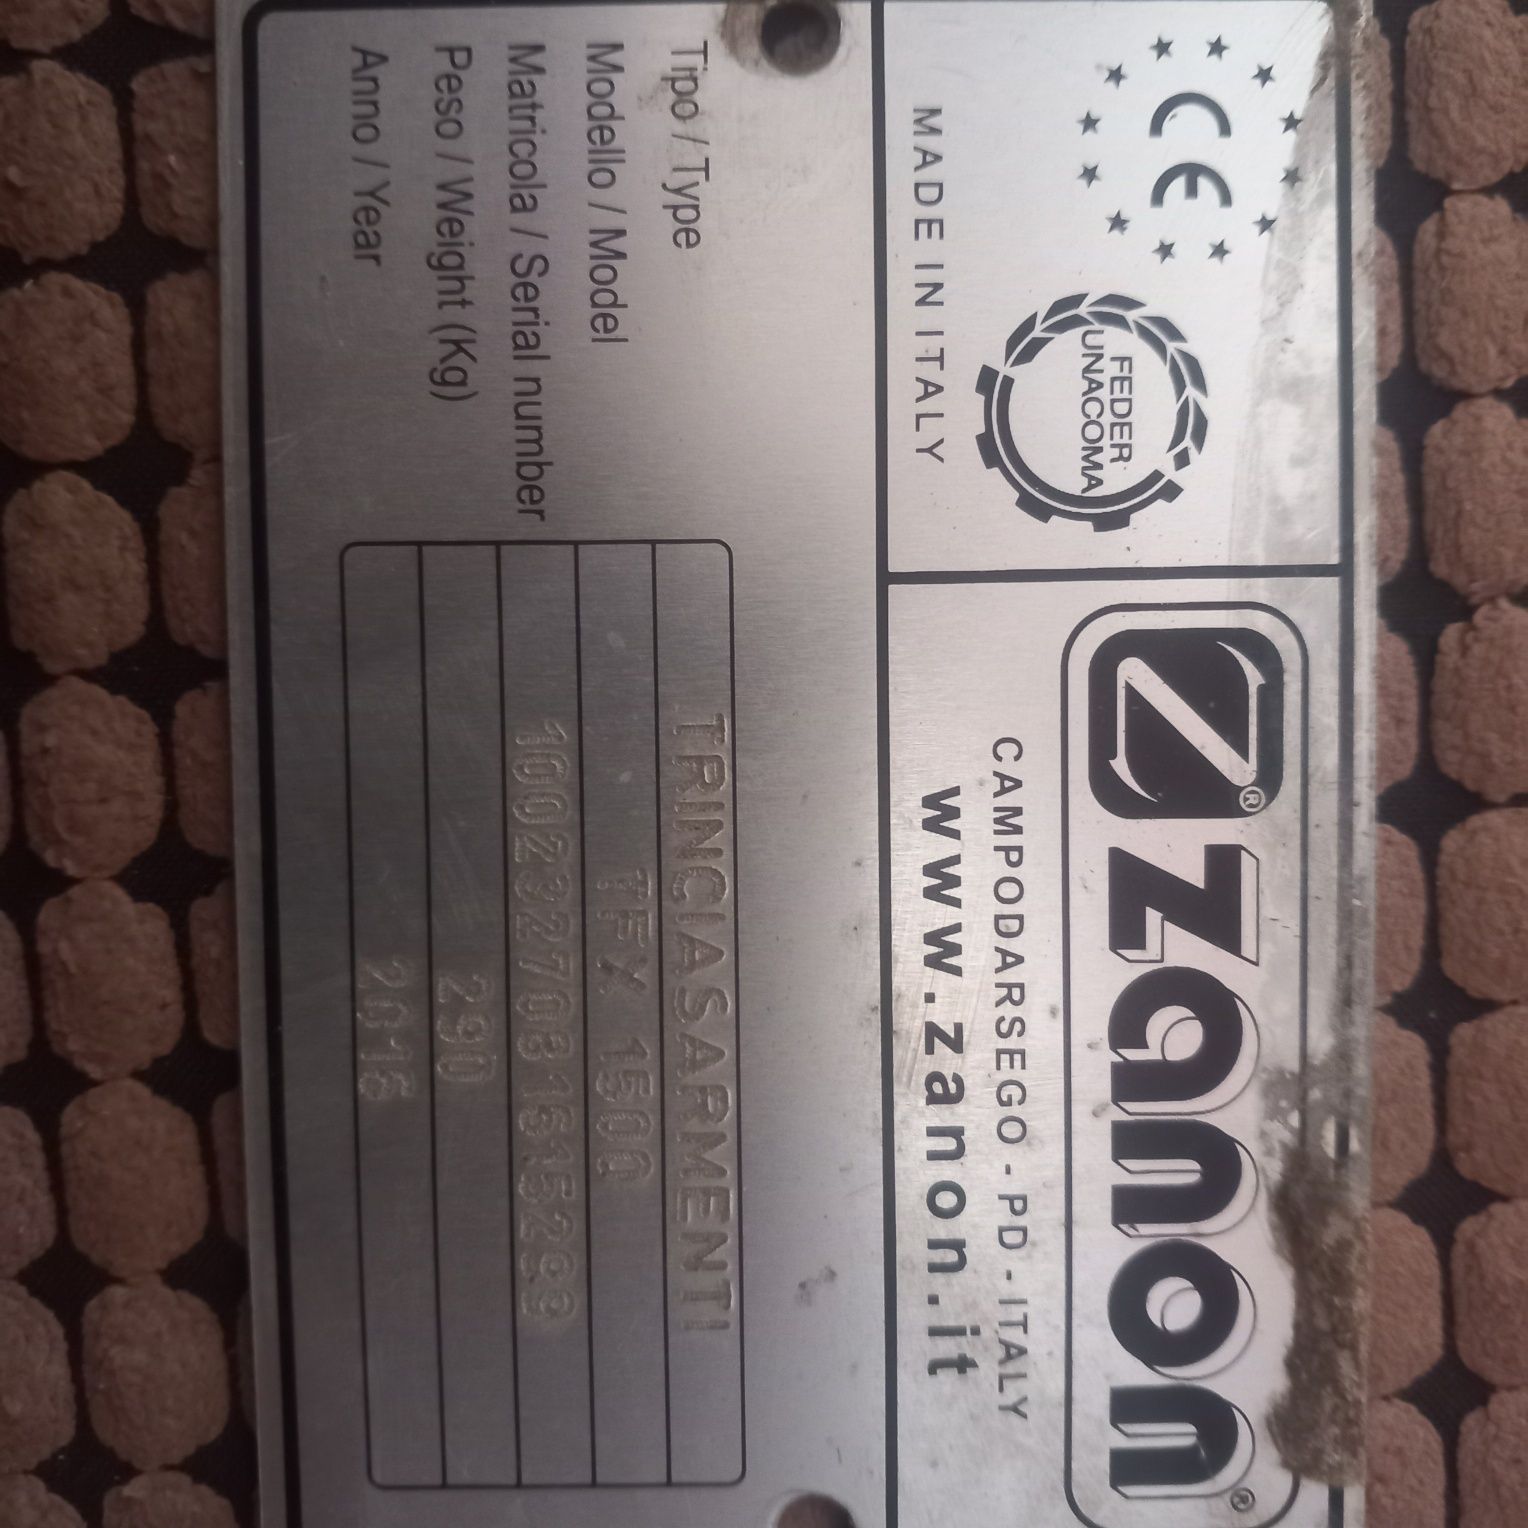 CE
MADE IN ITALY
FEDER
UNACOMA
Z®
zanon®
CAMPODARSEGO - PD - ITALY
www.zanon.it
Tipo / Type TRINCIASARMENTI
Modello / Model TFX 1500
Matricola / Serial number 1002327081615299
Peso / Weight (Kg) 290
Anno / Year 2016